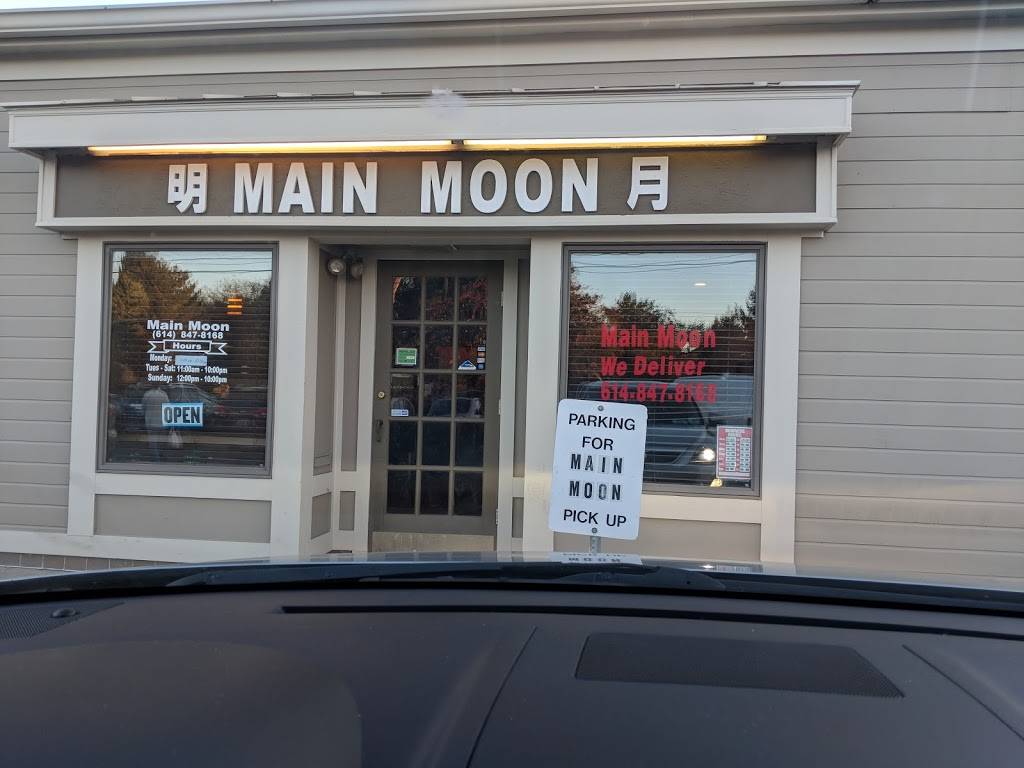 明 MAIN MOON 月
Main Moon
(614) 847-8168
Hours
Monday:
Tues - Sat: 11:00am - 10:00pm
Sunday: 12:00pm - 10:00pm
OPEN
Main Moon
We Deliver
614-847-8168
PARKING
FOR
MAIN
MOON
PICK UP